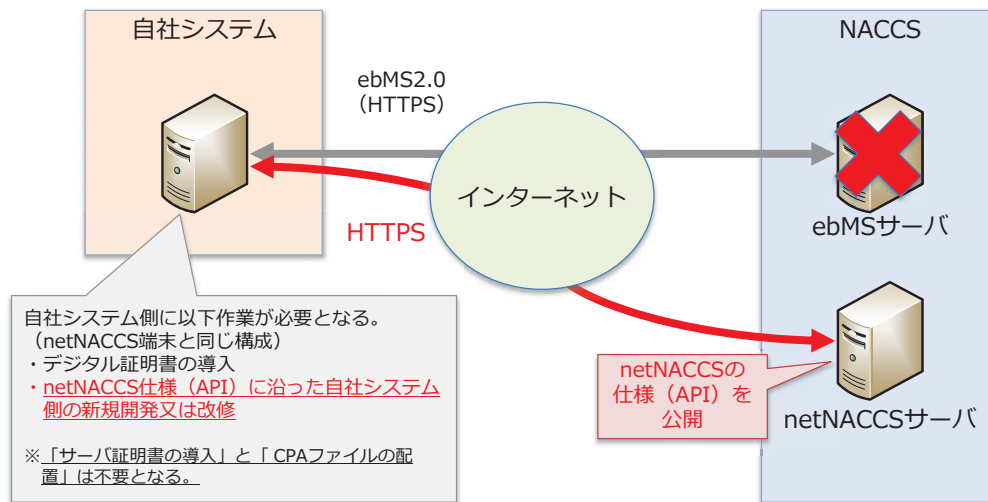 自社システム
NACCS
ebMS2.0
（HTTPS）
インターネット
HTTPS
ebMSサーバ
自社システム側に以下作業が必要となる。
（netNACCS端末と同じ構成）
・デジタル証明書の導入
・netNACCS仕様（API）に沿った自社システム
側の新規開発又は改修
※「サーバ証明書の導入」と「 CPAファイルの配
置」は不要となる。
netNACCSの
仕様（API）を
公開
netNACCSサーバ